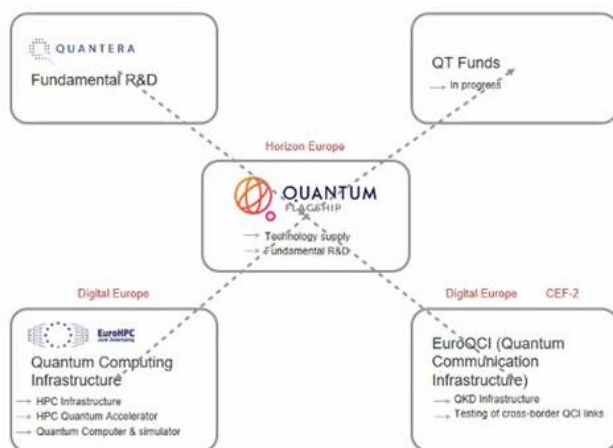 QUANTERA
Fundamental R&D
QT Funds
In progress
Horizon Europe
QUANTUM
FLAGSHIP
Technology supply
Fundamental R&D
Digital Europe
EuroHPC
Joint Undertaking
Quantum Computing
Infrastructure
HPC Infrastructure
HPC Quantum Accelerator
Quantum Computer & simulator
Digital Europe CEF-2
EuroQCI (Quantum
Communication
Infrastructure)
QKD Infrastructure
Testing of cross-border QCI links